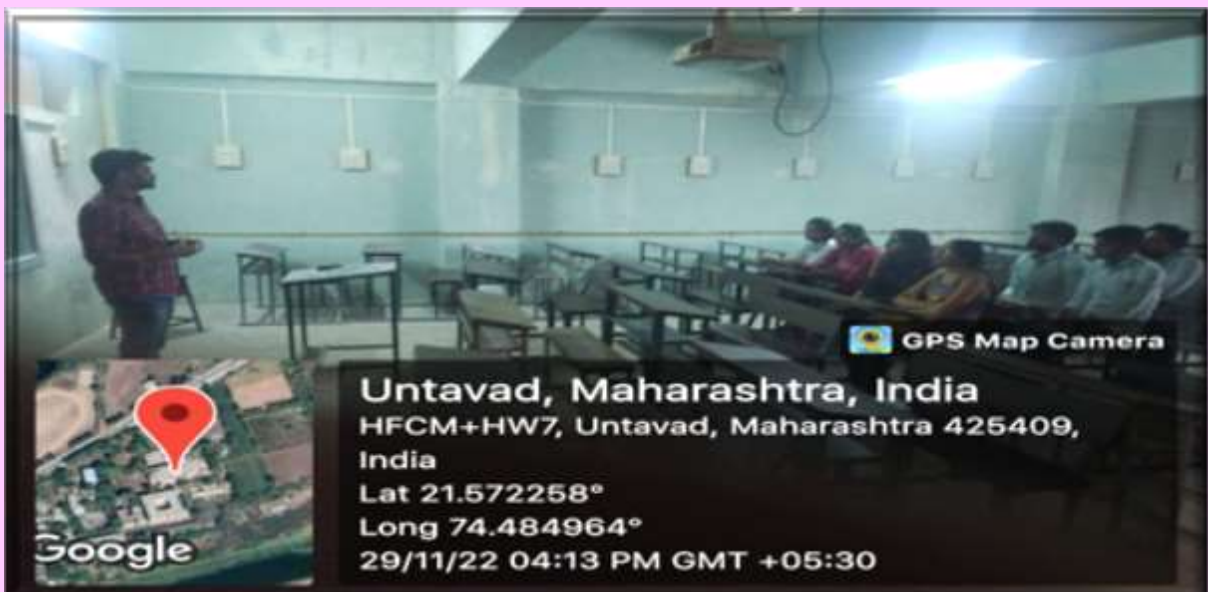 GPS Map Camera
Untavad, Maharashtra, India
HFCM+HW7, Untavad, Maharashtra 425409,
India
Lat 21.572258°
Long 74.484964°
29/11/22 04:13 PM GMT +05:30
Google